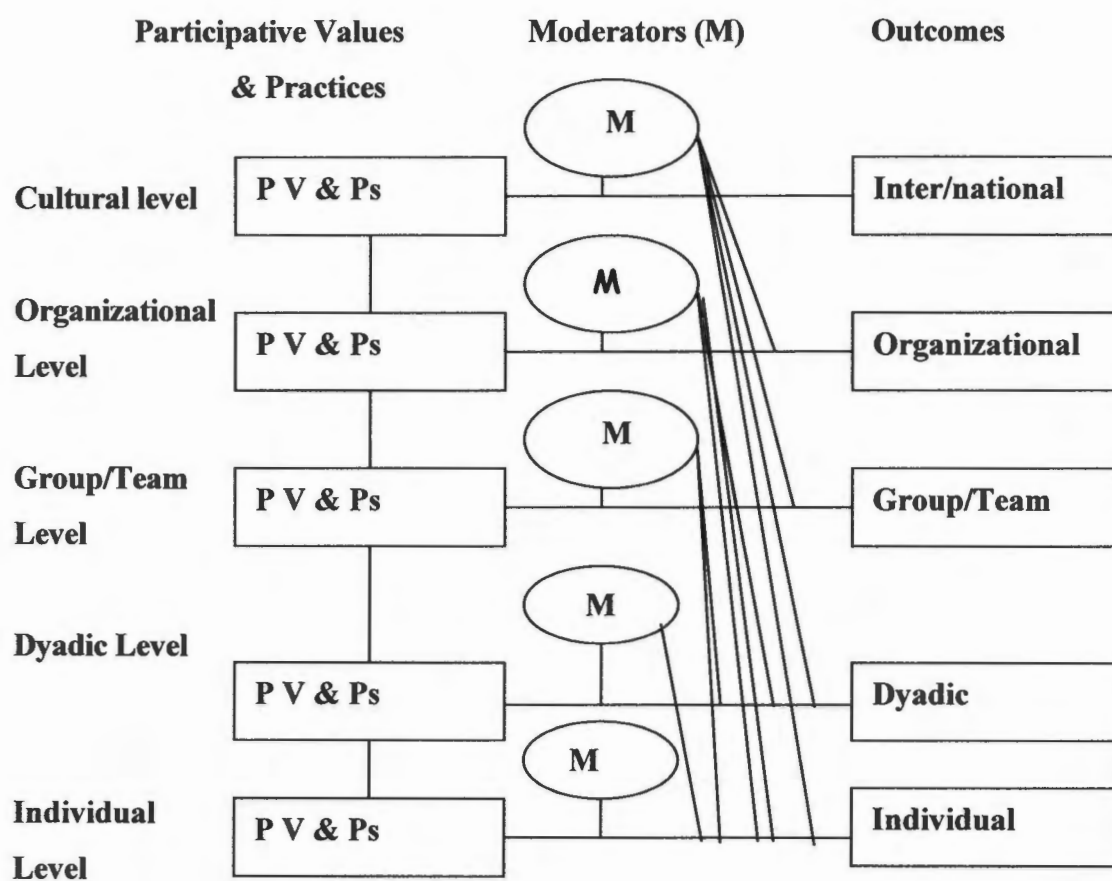 Participative Values Moderators (M) Outcomes
& Practices
M
Cultural level P V & Ps Inter/national
M
Organizational
Level P V & Ps Organizational
M
Group/Team P V & Ps Group/Team
Level
M
Dyadic Level
P V & Ps Dyadic
M
Individual P V & Ps Individual
Level